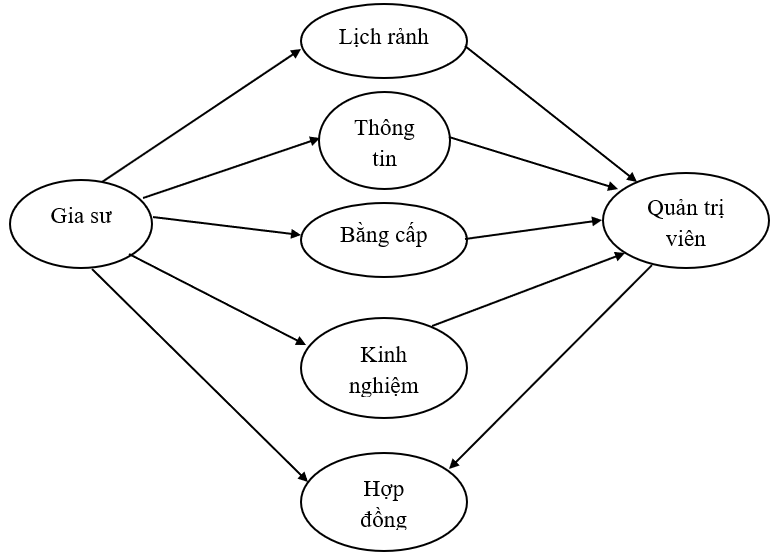 Lịch rảnh
Thông
tin
Gia sư
Bằng cấp
Quản trị
viên
Kinh
nghiệm
Hợp
đồng